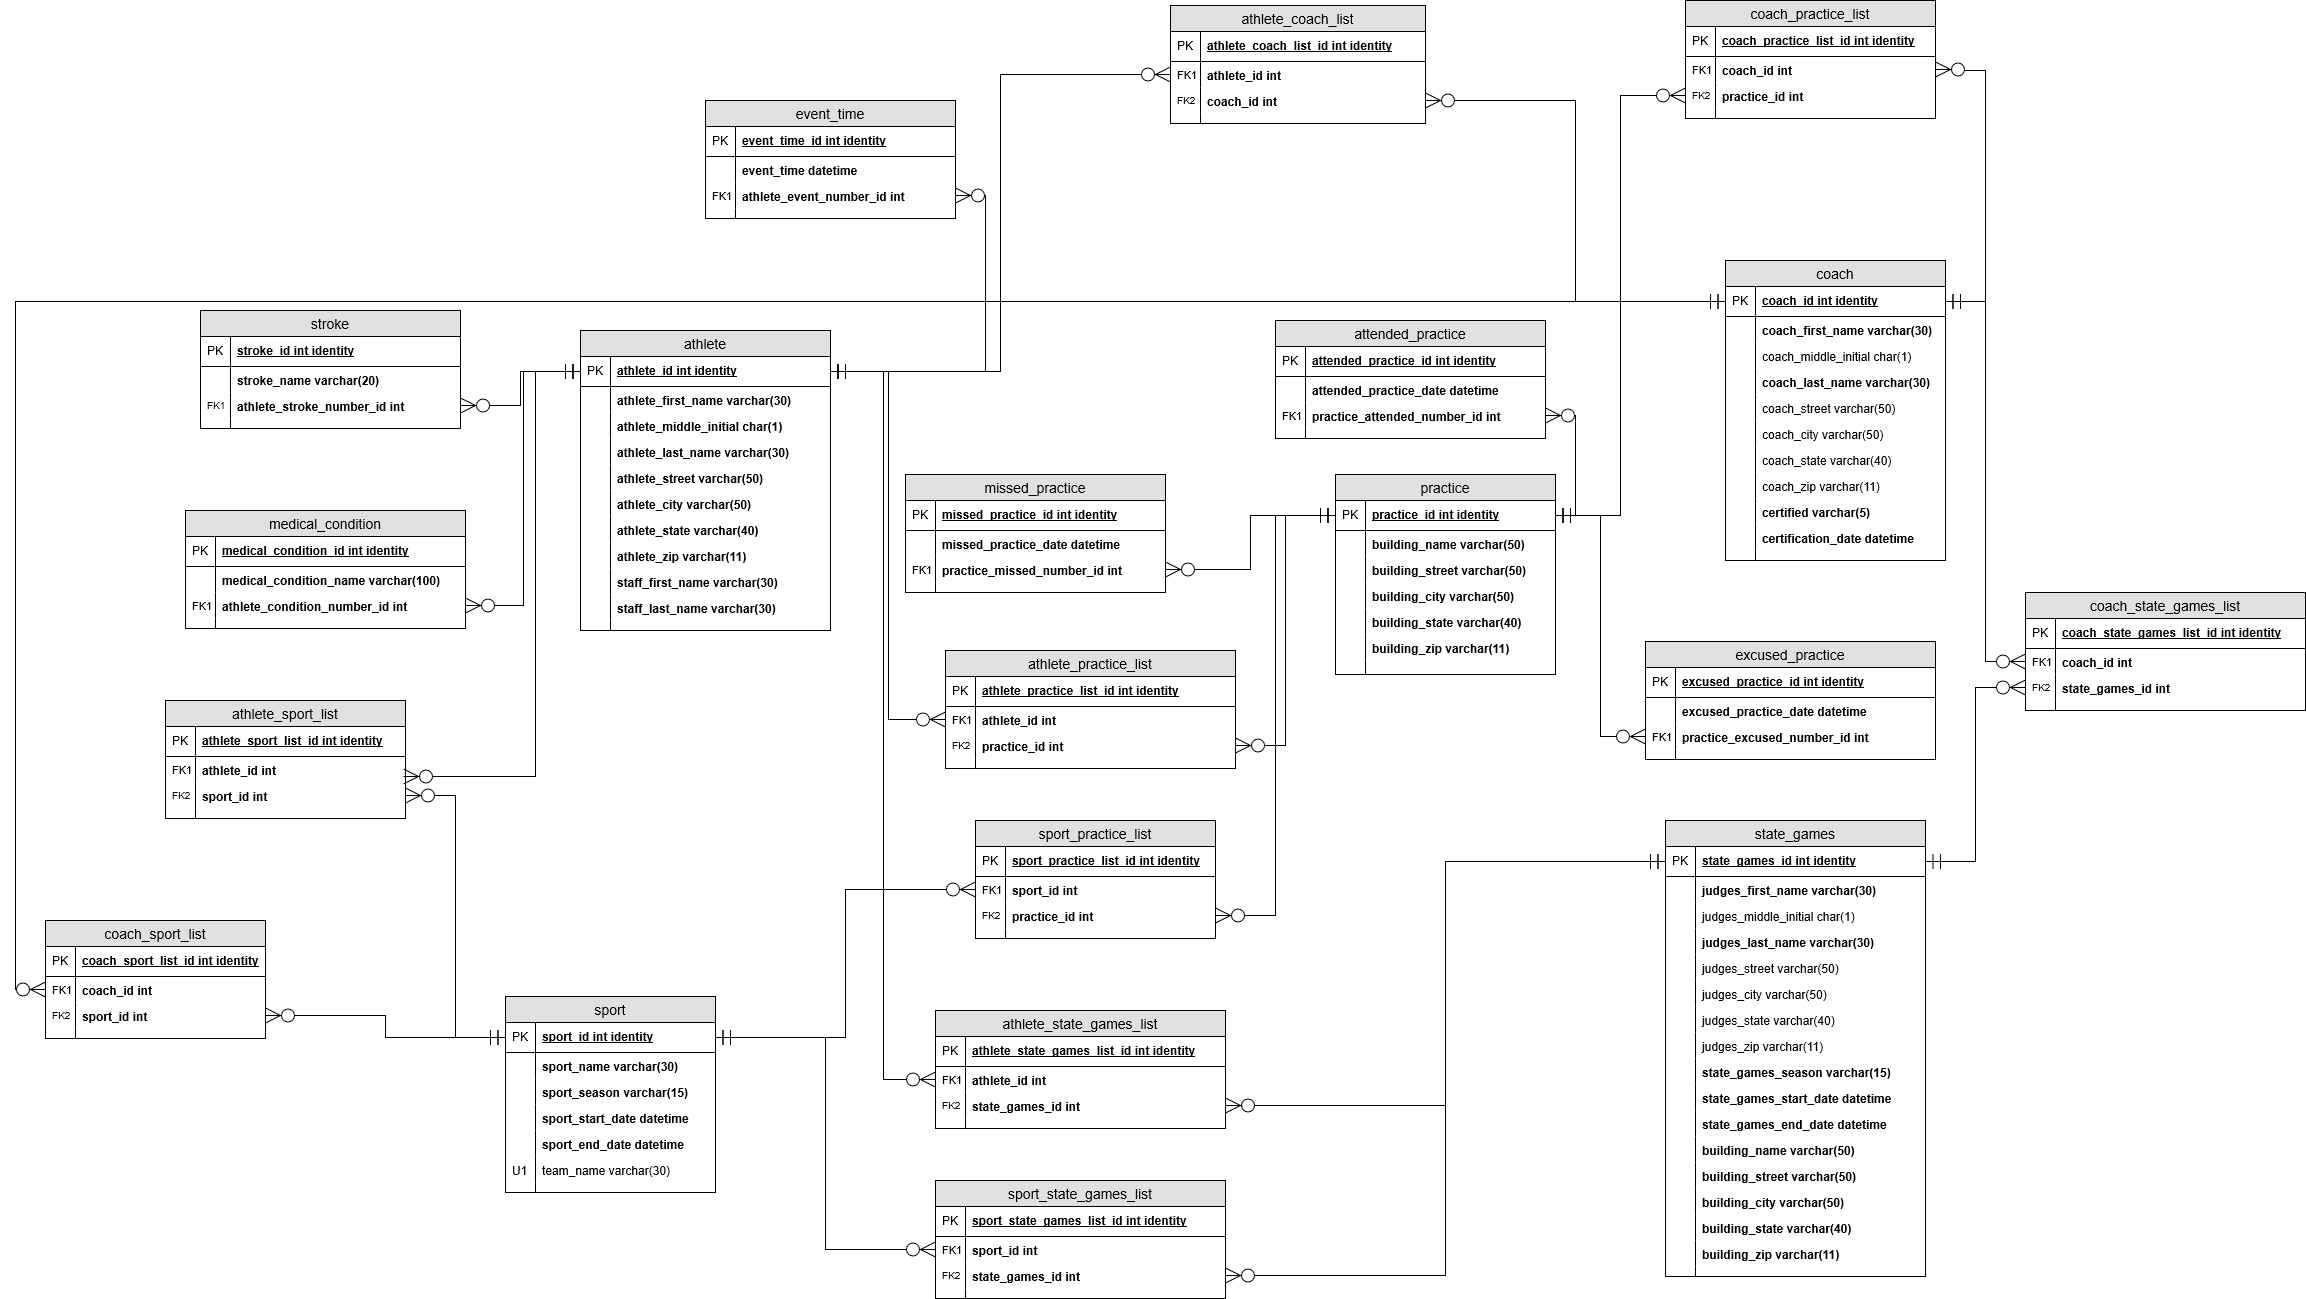 athlete_coach_list
PK athlete_coach_list_id int identity
FK1 athlete_id int
FK2 coach_id int
coach_practice_list
PK coach_practice_list_id int identity
FK1 coach_id int
FK2 practice_id int
event_time
PK event_time_id int identity
event_time datetime
FK1 athlete_event_number_id int
coach
PK coach_id int identity
coach_first_name varchar(30)
coach_middle_initial char(1)
coach_last_name varchar(30)
coach_street varchar(50)
coach_city varchar(50)
coach_state varchar(40)
coach_zip varchar(11)
certified varchar(5)
certification_date datetime
stroke
PK stroke_id int identity
stroke_name varchar(20)
FK1 athlete_stroke_number_id int
athlete
PK athlete_id int identity
athlete_first_name varchar(30)
athlete_middle_initial char(1)
athlete_last_name varchar(30)
athlete_street varchar(50)
athlete_city varchar(50)
athlete_state varchar(40)
athlete_zip varchar(11)
staff_first_name varchar(30)
staff_last_name varchar(30)
attended_practice
PK attended_practice_id int identity
attended_practice_date datetime
FK1 practice_attended_number_id int
missed_practice
PK missed_practice_id int identity
missed_practice_date datetime
FK1 practice_missed_number_id int
practice
PK practice_id int identity
building_name varchar(50)
building_street varchar(50)
building_city varchar(50)
building_state varchar(40)
building_zip varchar(11)
medical_condition
PK medical_condition_id int identity
medical_condition_name varchar(100)
FK1 athlete_condition_number_id int
coach_state_games_list
PK coach_state_games_list_id int identity
FK1 coach_id int
FK2 state_games_id int
excused_practice
PK excused_practice_id int identity
excused_practice_date datetime
FK1 practice_excused_number_id int
athlete_practice_list
PK athlete_practice_list_id int identity
FK1 athlete_id int
FK2 practice_id int
athlete_sport_list
PK athlete_sport_list_id int identity
FK1 athlete_id int
FK2 sport_id int
sport_practice_list
PK sport_practice_list_id int identity
FK1 sport_id int
FK2 practice_id int
state_games
PK state_games_id int identity
judges_first_name varchar(30)
judges_middle_initial char(1)
judges_last_name varchar(30)
judges_street varchar(50)
judges_city varchar(50)
judges_state varchar(40)
judges_zip varchar(11)
state_games_season varchar(15)
state_games_start_date datetime
state_games_end_date datetime
building_name varchar(50)
building_street varchar(50)
building_city varchar(50)
building_state varchar(40)
building_zip varchar(11)
coach_sport_list
PK coach_sport_list_id int identity
FK1 coach_id int
FK2 sport_id int
sport
PK sport_id int identity
sport_name varchar(30)
sport_season varchar(15)
sport_start_date datetime
sport_end_date datetime
U1 team_name varchar(30)
athlete_state_games_list
PK athlete_state_games_list_id int identity
FK1 athlete_id int
FK2 state_games_id int
sport_state_games_list
PK sport_state_games_list_id int identity
FK1 sport_id int
FK2 state_games_id int